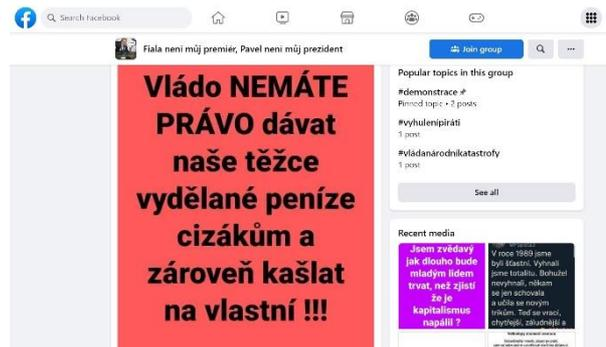 Search Facebook
Fiala není můj premiér, Pavel není můj prezident
Join group
Vládo NEMÁTE
PRÁVO dávat
naše těžce
vydělané peníze
cizákům a
zároveň kašlat
na vlastní !!!
Popular topics in this group
#demonstrace
Pinned topic • 2 posts
#vyhulenípiráti
1 post
#vládanárodníkatastrofy
1 post
See all
Recent media
Jsem zvědavý
jak dlouho bude
mladým lidem
trvat, než zjistí
že je
kapitalismus
napálil ?
V roce 1989 jsme
byli šťastní. Vyhnali
jsme totalitu. Bohužel
nevyhnali, někam
se jen schovala
a učila se novým
trikům. Teď se vrací,
chytřejší, záludnější a